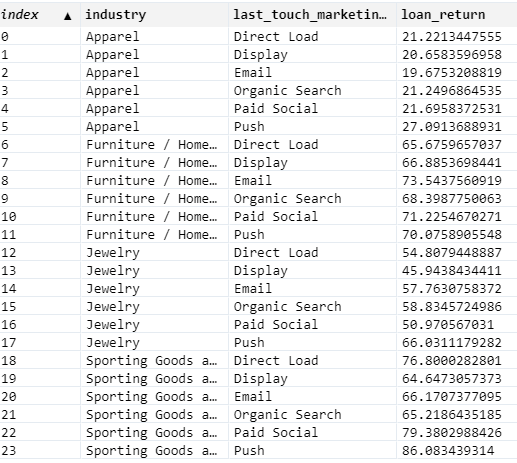 index ▲ industry last_touch_marketin… loan_return
0 Apparel Direct Load 21.2213447555
1 Apparel Display 20.6583596958
2 Apparel Email 19.6753208819
3 Apparel Organic Search 21.2496864535
4 Apparel Paid Social 21.6958372531
5 Apparel Push 27.0913688931
6 Furniture / Home… Direct Load 65.6759657037
7 Furniture / Home… Display 66.8853698441
8 Furniture / Home… Email 73.5437560919
9 Furniture / Home… Organic Search 68.3987750063
10 Furniture / Home… Paid Social 71.2254670271
11 Furniture / Home… Push 70.0758905548
12 Jewelry Direct Load 54.8079448887
13 Jewelry Display 45.9438434411
14 Jewelry Email 57.7630758372
15 Jewelry Organic Search 58.8345724986
16 Jewelry Paid Social 50.970567031
17 Jewelry Push 66.0311179282
18 Sporting Goods a… Direct Load 76.8000282801
19 Sporting Goods a… Display 64.6473057373
20 Sporting Goods a… Email 66.1707377095
21 Sporting Goods a… Organic Search 65.2186435185
22 Sporting Goods a… Paid Social 79.3802988426
23 Sporting Goods a… Push 86.083439314